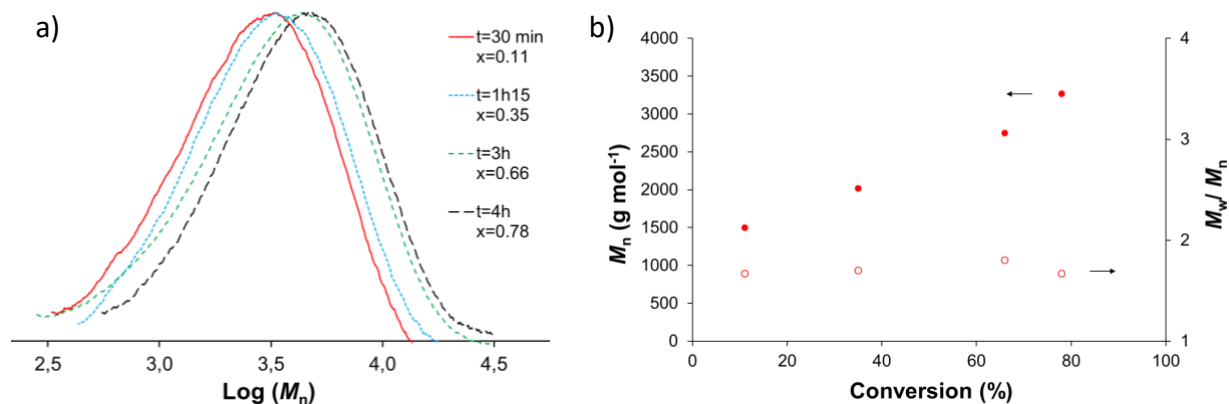 a)
t=30 min
x=0.11
t=1h15
x=0.35
t=3h
x=0.66
t=4h
x=0.78
2,5 3,0 3,5 4,0 4,5
Log (Mn)
b)
4000
3500
3000
2500
2000
1500
1000
500
0
Mn (g mol-1)
4
3
2
1
Mw/ Mn
0 20 40 60 80 100
Conversion (%)